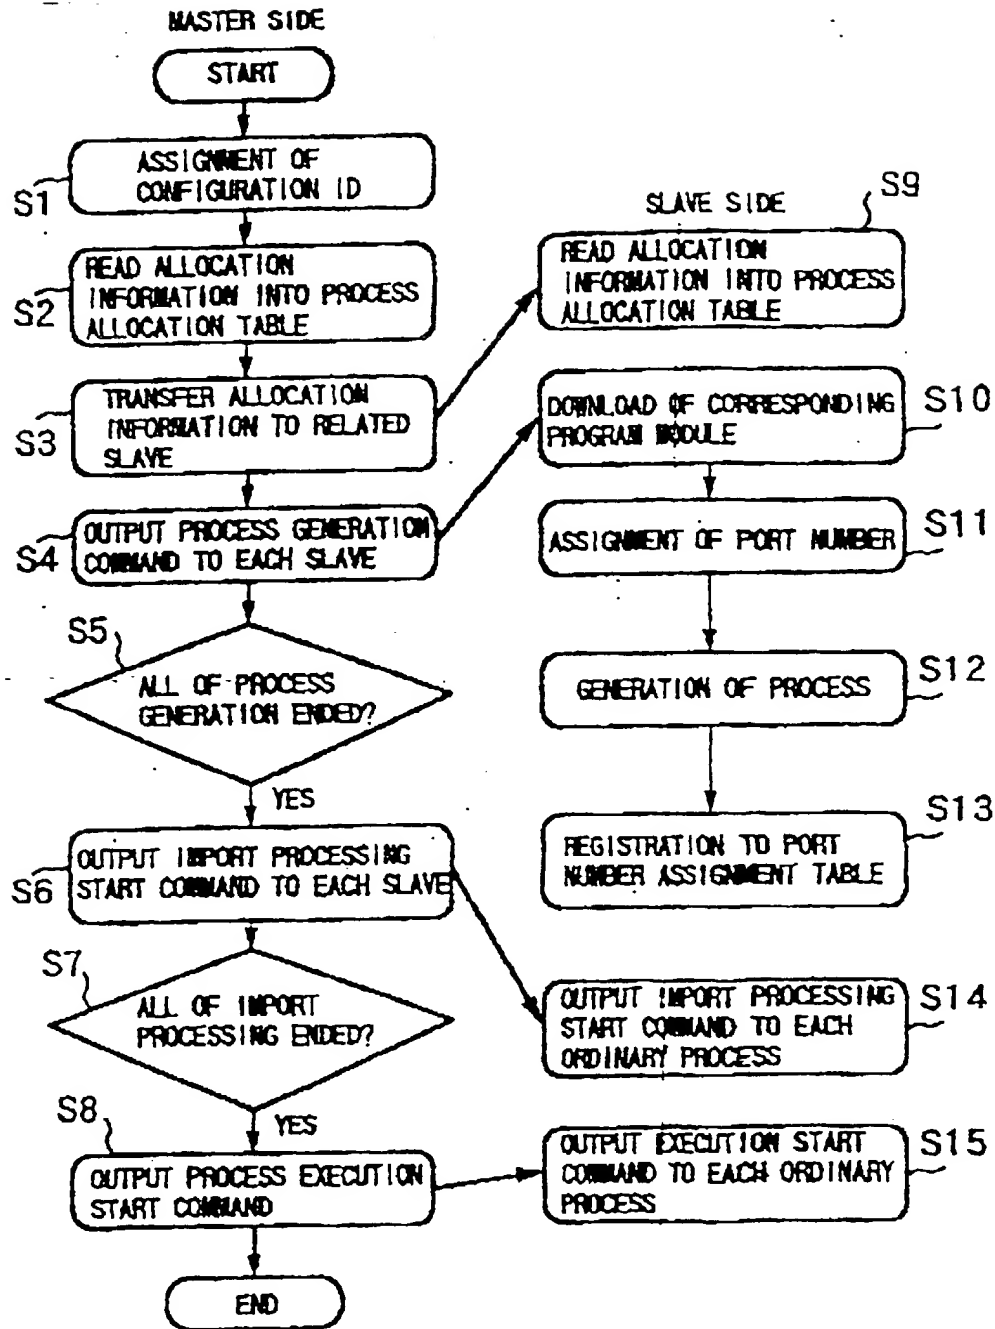 MASTER SIDE
START
S1
ASSIGNMENT OF
CONFIGURATION ID
S2
READ ALLOCATION
INFORMATION INTO PROCESS
ALLOCATION TABLE
S3
TRANSFER ALLOCATION
INFORMATION TO RELATED
SLAVE
S4
OUTPUT PROCESS GENERATION
COMMAND TO EACH SLAVE
S5
ALL OF PROCESS
GENERATION ENDED?
YES
S6
OUTPUT IMPORT PROCESSING
START COMMAND TO EACH SLAVE
S7
ALL OF IMPORT
PROCESSING ENDED?
YES
S8
OUTPUT PROCESS EXECUTION
START COMMAND
END
SLAVE SIDE
S9
READ ALLOCATION
INFORMATION INTO PROCESS
ALLOCATION TABLE
S10
DOWNLOAD OF CORRESPONDING
PROGRAM MODULE
S11
ASSIGNMENT OF PORT NUMBER
S12
GENERATION OF PROCESS
S13
REGISTRATION TO PORT
NUMBER ASSIGNMENT TABLE
S14
OUTPUT IMPORT PROCESSING
START COMMAND TO EACH
ORDINARY PROCESS
S15
OUTPUT EXECUTION START
COMMAND TO EACH ORDINARY
PROCESS